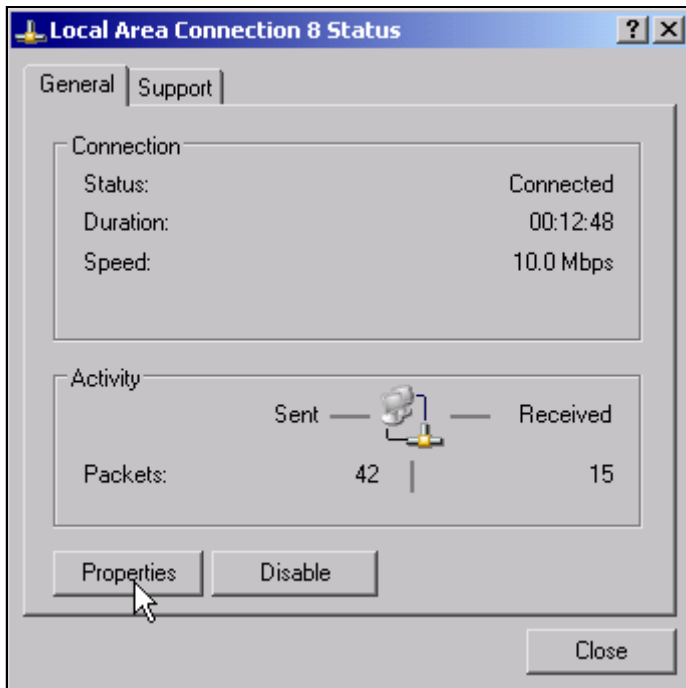 Local Area Connection 8 Status
General Support
Connection
Status: Connected
Duration: 00:12:48
Speed: 10.0 Mbps
Activity
Sent Received
Packets: 42 15
Properties Disable
Close